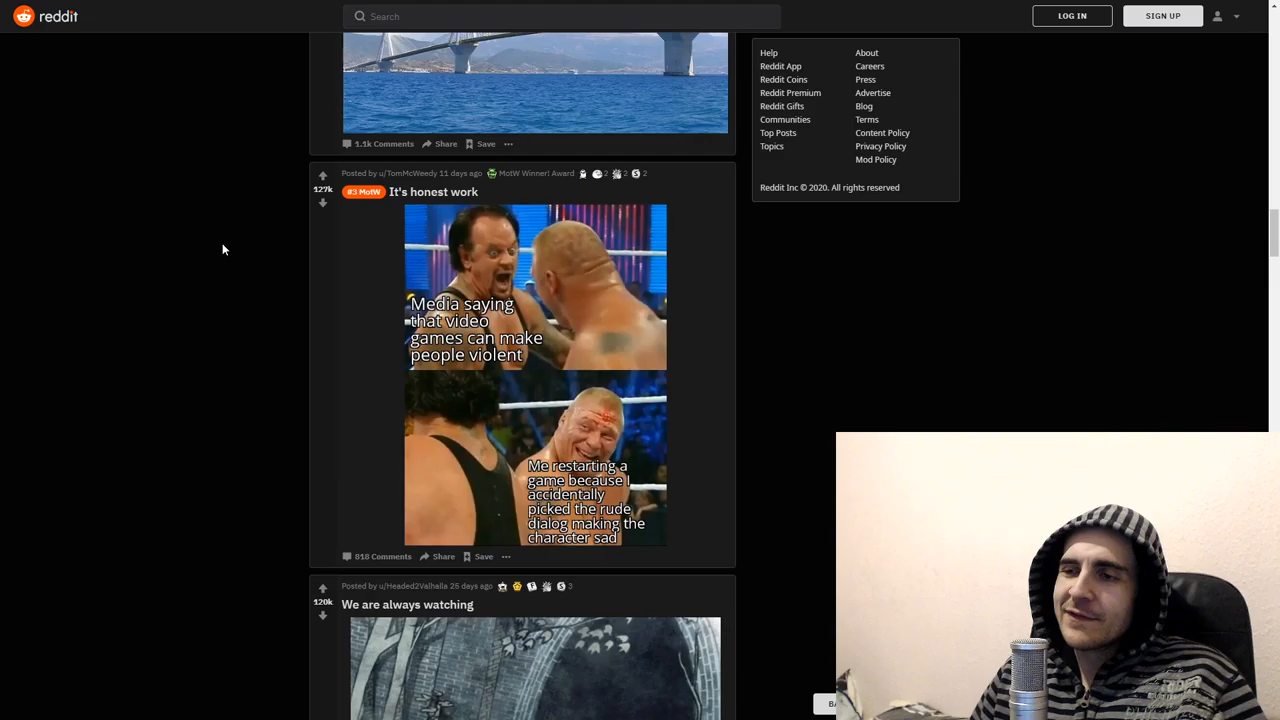 reddit
Search
LOG IN
SIGN UP
Help
About
Reddit App
Careers
Reddit Coins
Press
Reddit Premium
Advertise
Reddit Gifts
Blog
Communities
Terms
Top Posts
Content Policy
Topics
Privacy Policy
Mod Policy
Reddit Inc © 2020. All rights reserved
1.1k Comments
Share
Save
Posted by u/TomMcWeedy 11 days ago
MotW Winner! Award
2
2
2
127k
#3 MotW
It's honest work
Media saying
that video
games can make
people violent
Me restarting a
game because I
accidentally
picked the rude
dialog making the
character sad
818 Comments
Share
Save
Posted by u/Headed2Valhalla 25 days ago
3
120k
We are always watching